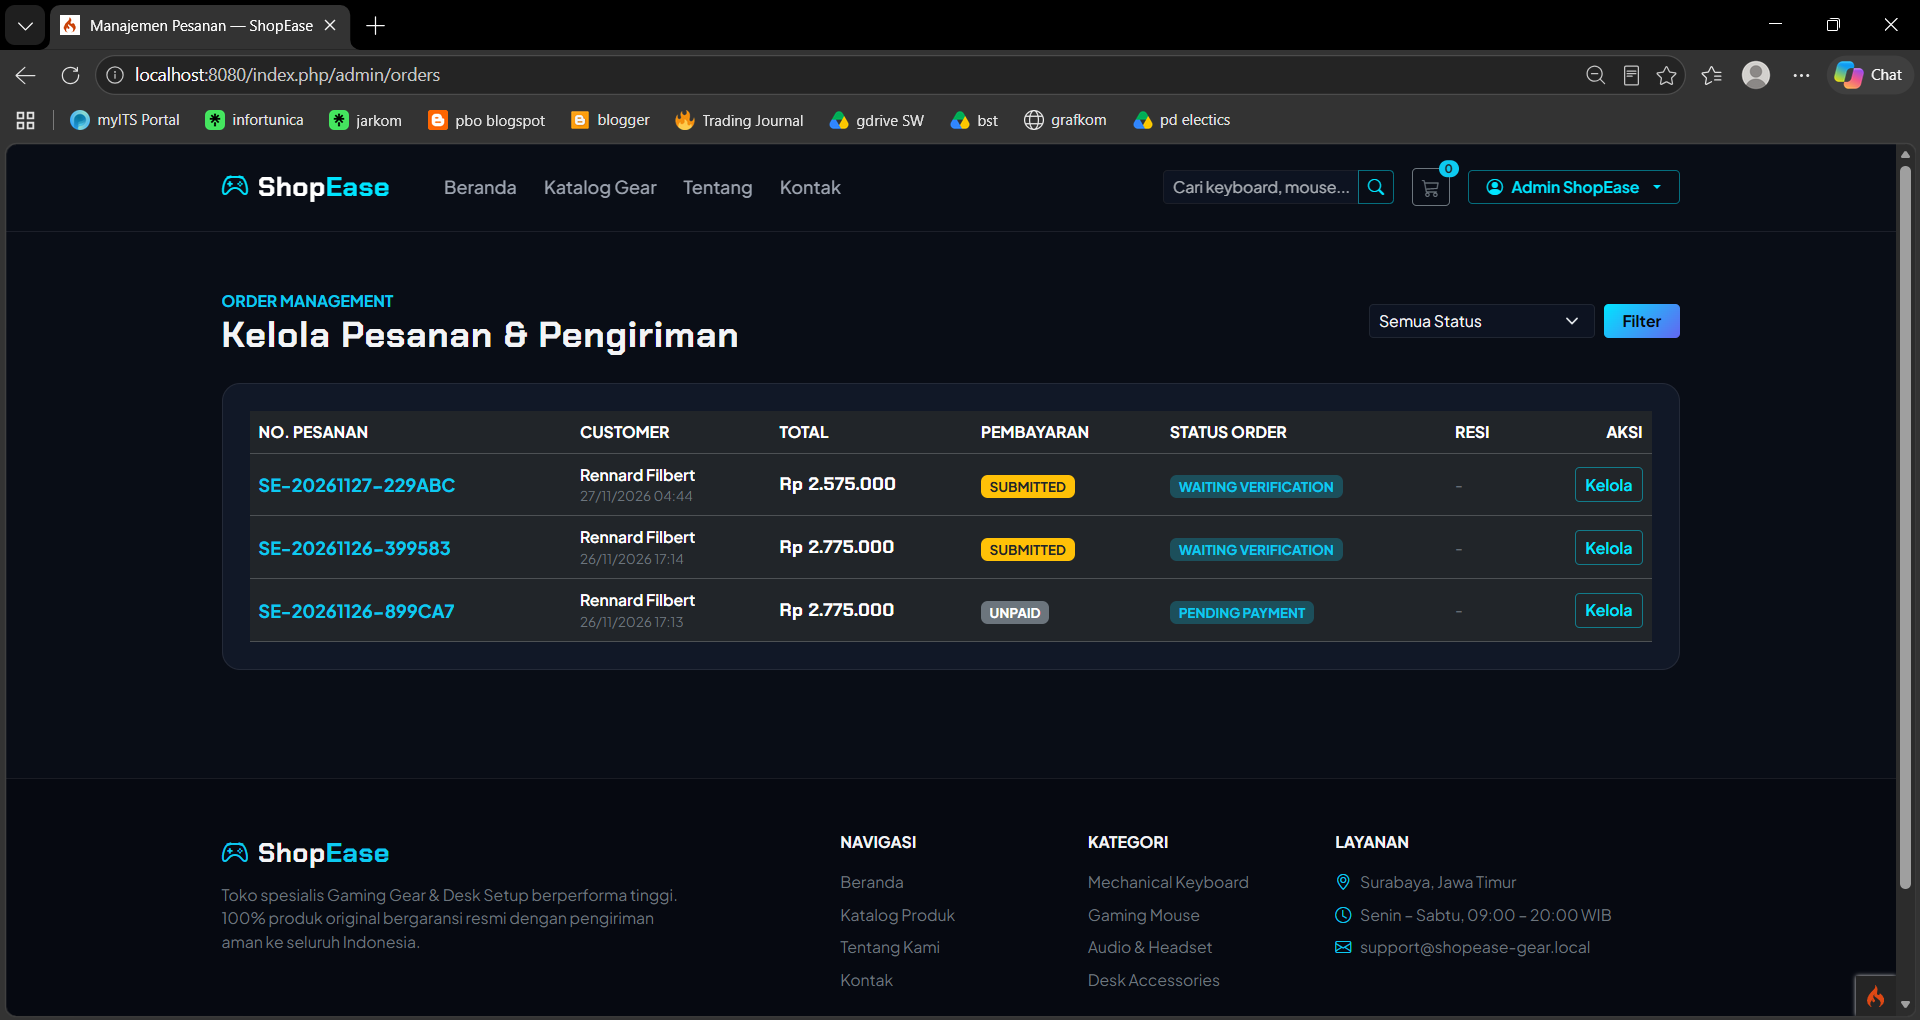 Manajemen Pesanan — ShopEase
localhost:8080/index.php/admin/orders
Chat
myITS Portal
infortunica
jarkom
pbo blogspot
blogger
Trading Journal
gdrive SW
bst
grafkom
pd electics
ShopEase
Beranda
Katalog Gear
Tentang
Kontak
Cari keyboard, mouse...
0
Admin ShopEase
ORDER MANAGEMENT
Kelola Pesanan & Pengiriman
Semua Status
Filter
NO. PESANAN CUSTOMER TOTAL PEMBAYARAN STATUS ORDER RESI AKSI
SE-20261127-229ABC
Rennard Filbert
27/11/2026 04:44
Rp 2.575.000
SUBMITTED
WAITING VERIFICATION
-
Kelola
SE-20261126-399583
Rennard Filbert
26/11/2026 17:14
Rp 2.775.000
SUBMITTED
WAITING VERIFICATION
-
Kelola
SE-20261126-899CA7
Rennard Filbert
26/11/2026 17:13
Rp 2.775.000
UNPAID
PENDING PAYMENT
-
Kelola
ShopEase
Toko spesialis Gaming Gear & Desk Setup berperforma tinggi.
100% produk original bergaransi resmi dengan pengiriman
aman ke seluruh Indonesia.
NAVIGASI
Beranda
Katalog Produk
Tentang Kami
Kontak
KATEGORI
Mechanical Keyboard
Gaming Mouse
Audio & Headset
Desk Accessories
LAYANAN
Surabaya, Jawa Timur
Senin – Sabtu, 09:00 – 20:00 WIB
support@shopease-gear.local